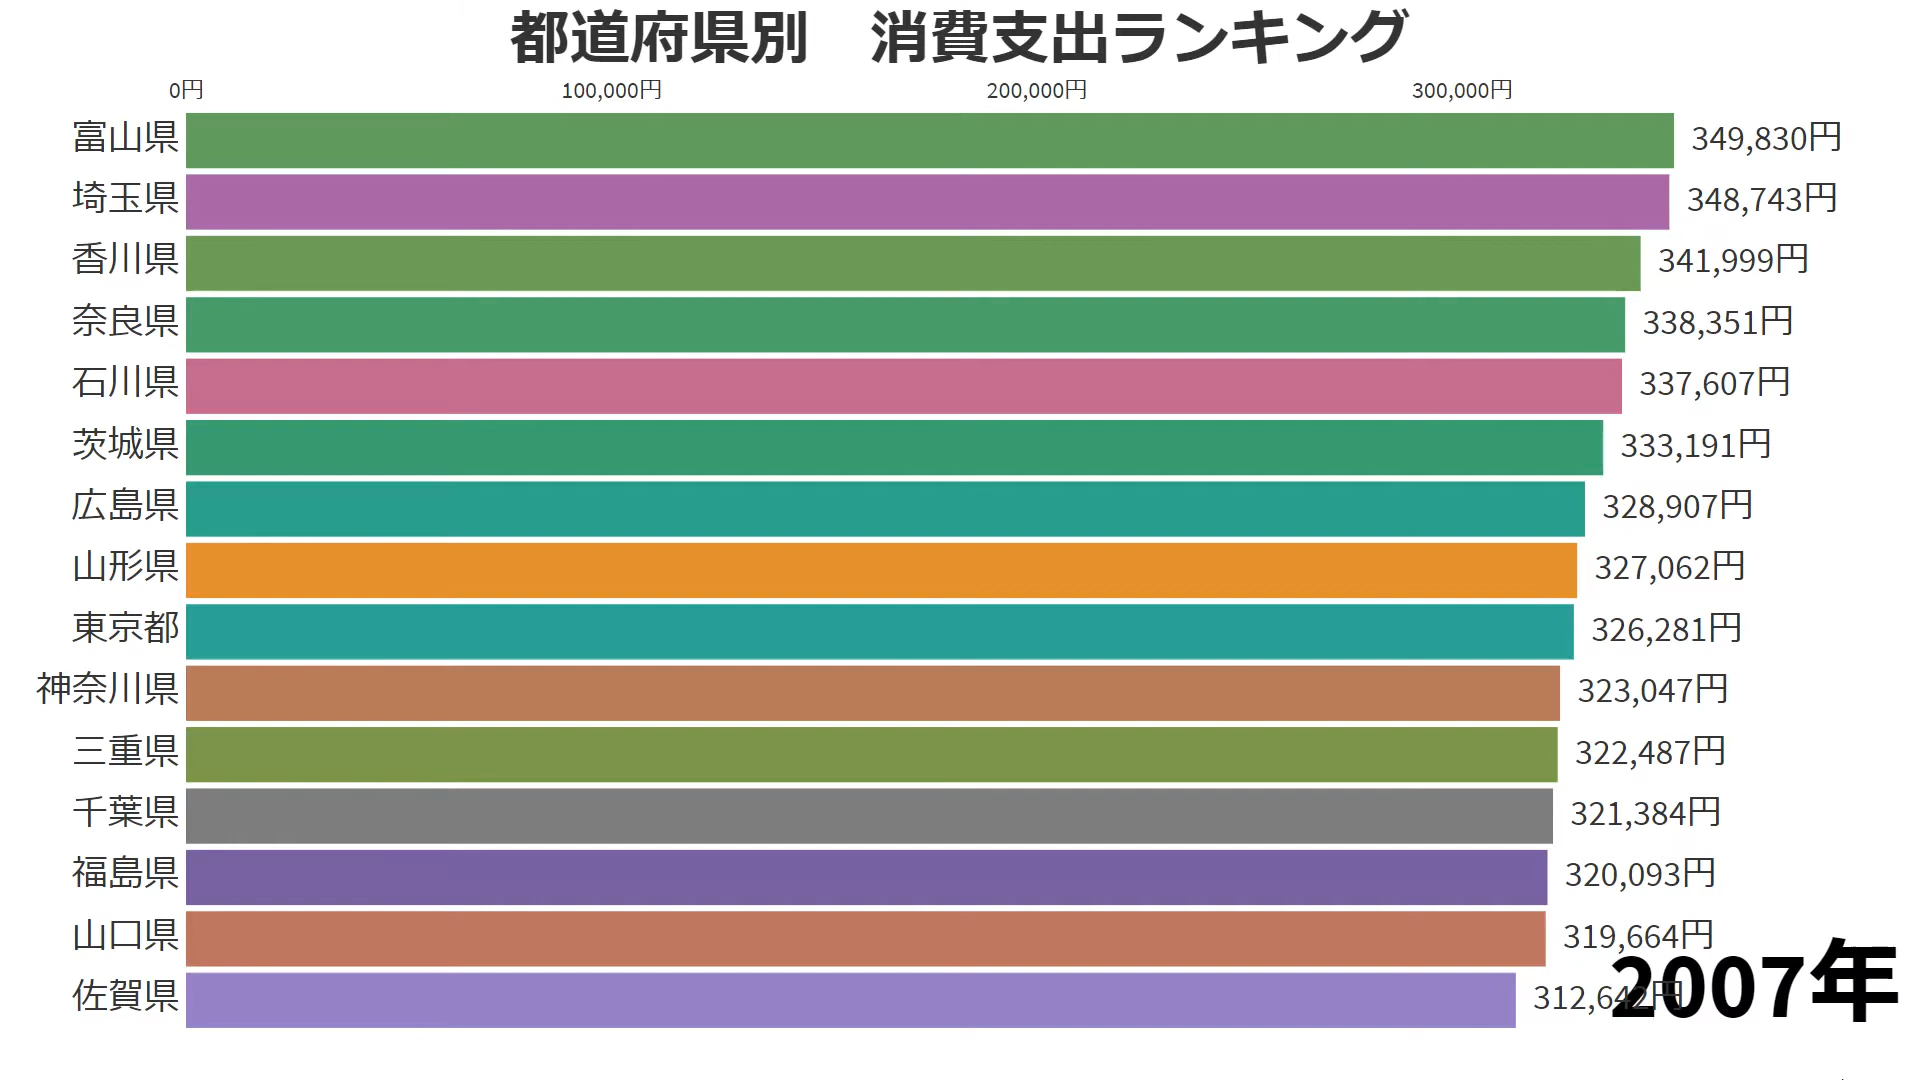 都道府県別　消費支出ランキング
0円 100,000円 200,000円 300,000円
富山県 349,830円
埼玉県 348,743円
香川県 341,999円
奈良県 338,351円
石川県 337,607円
茨城県 333,191円
広島県 328,907円
山形県 327,062円
東京都 326,281円
神奈川県 323,047円
三重県 322,487円
千葉県 321,384円
福島県 320,093円
山口県 319,664円
佐賀県 312,642円
2007年